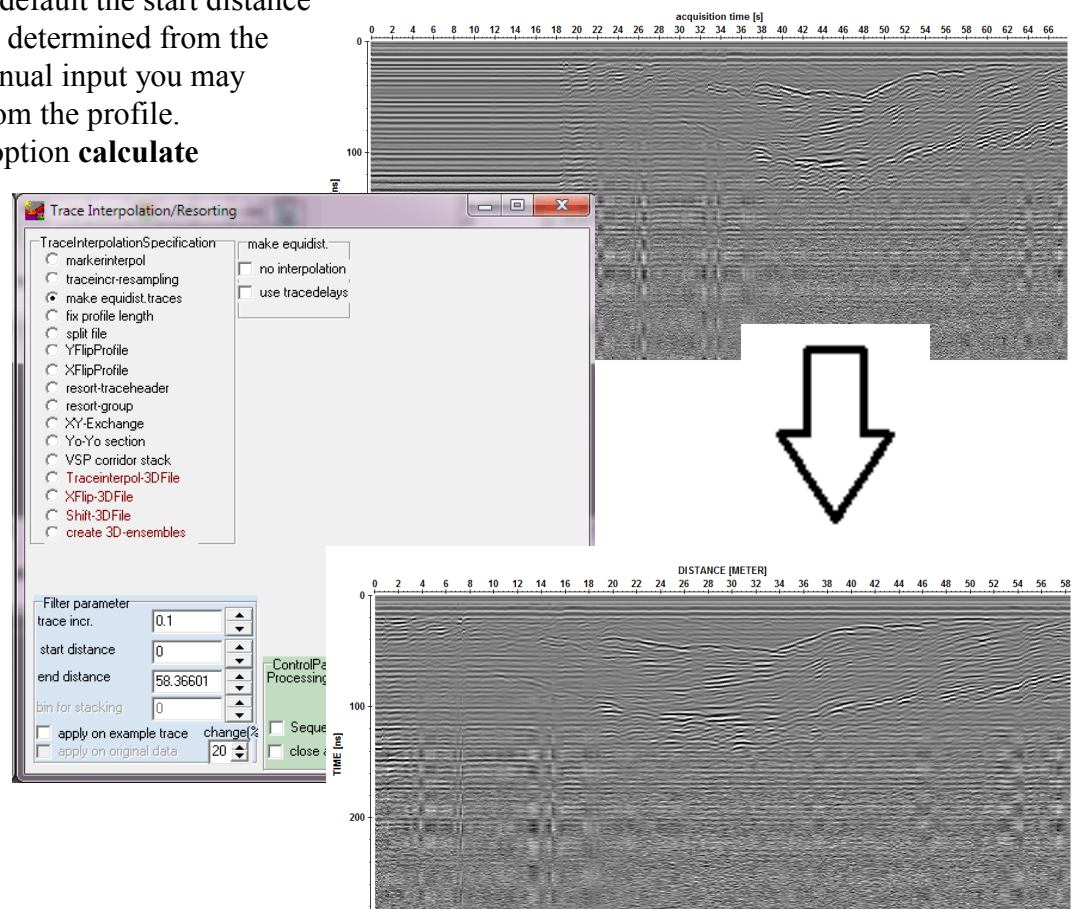 default the start distance
determined from the
nual input you may
om the profile.
option calculate
acquisition time [s]
0 2 4 6 8 10 12 14 16 18 20 22 24 26 28 30 32 34 36 38 40 42 44 46 48 50 52 54 56 58 60 62 64 66
0
100
ns]
Trace Interpolation/Resorting
TraceInterpolationSpecification
markerinterpol
traceincr-resampling
make equidist.traces
fix profile length
split file
YFlipProfile
XFlipProfile
resort-traceheader
resort-group
XY-Exchange
Yo-Yo section
VSP corridor stack
Traceinterpol-3DFile
XFlip-3DFile
Shift-3DFile
create 3D-ensembles
make equidist.
no interpolation
use tracedelays
Filter parameter
trace incr. 0.1
start distance 0
end distance 58.36601
bin for stacking 0
apply on example trace change(%
apply on original data 20
ControlPa
Processing
Seque
close a
DISTANCE [METER]
0 2 4 6 8 10 12 14 16 18 20 22 24 26 28 30 32 34 36 38 40 42 44 46 48 50 52 54 56 58
0
100
TIME [ns]
200